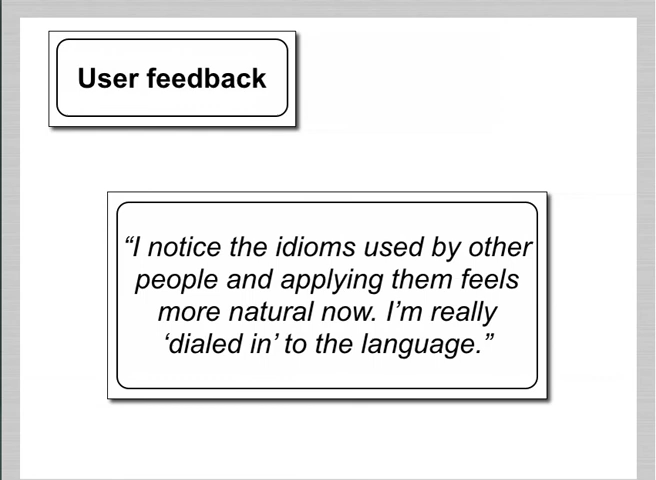 User feedback
“I notice the idioms used by other
people and applying them feels
more natural now. I’m really
‘dialed in’ to the language.”